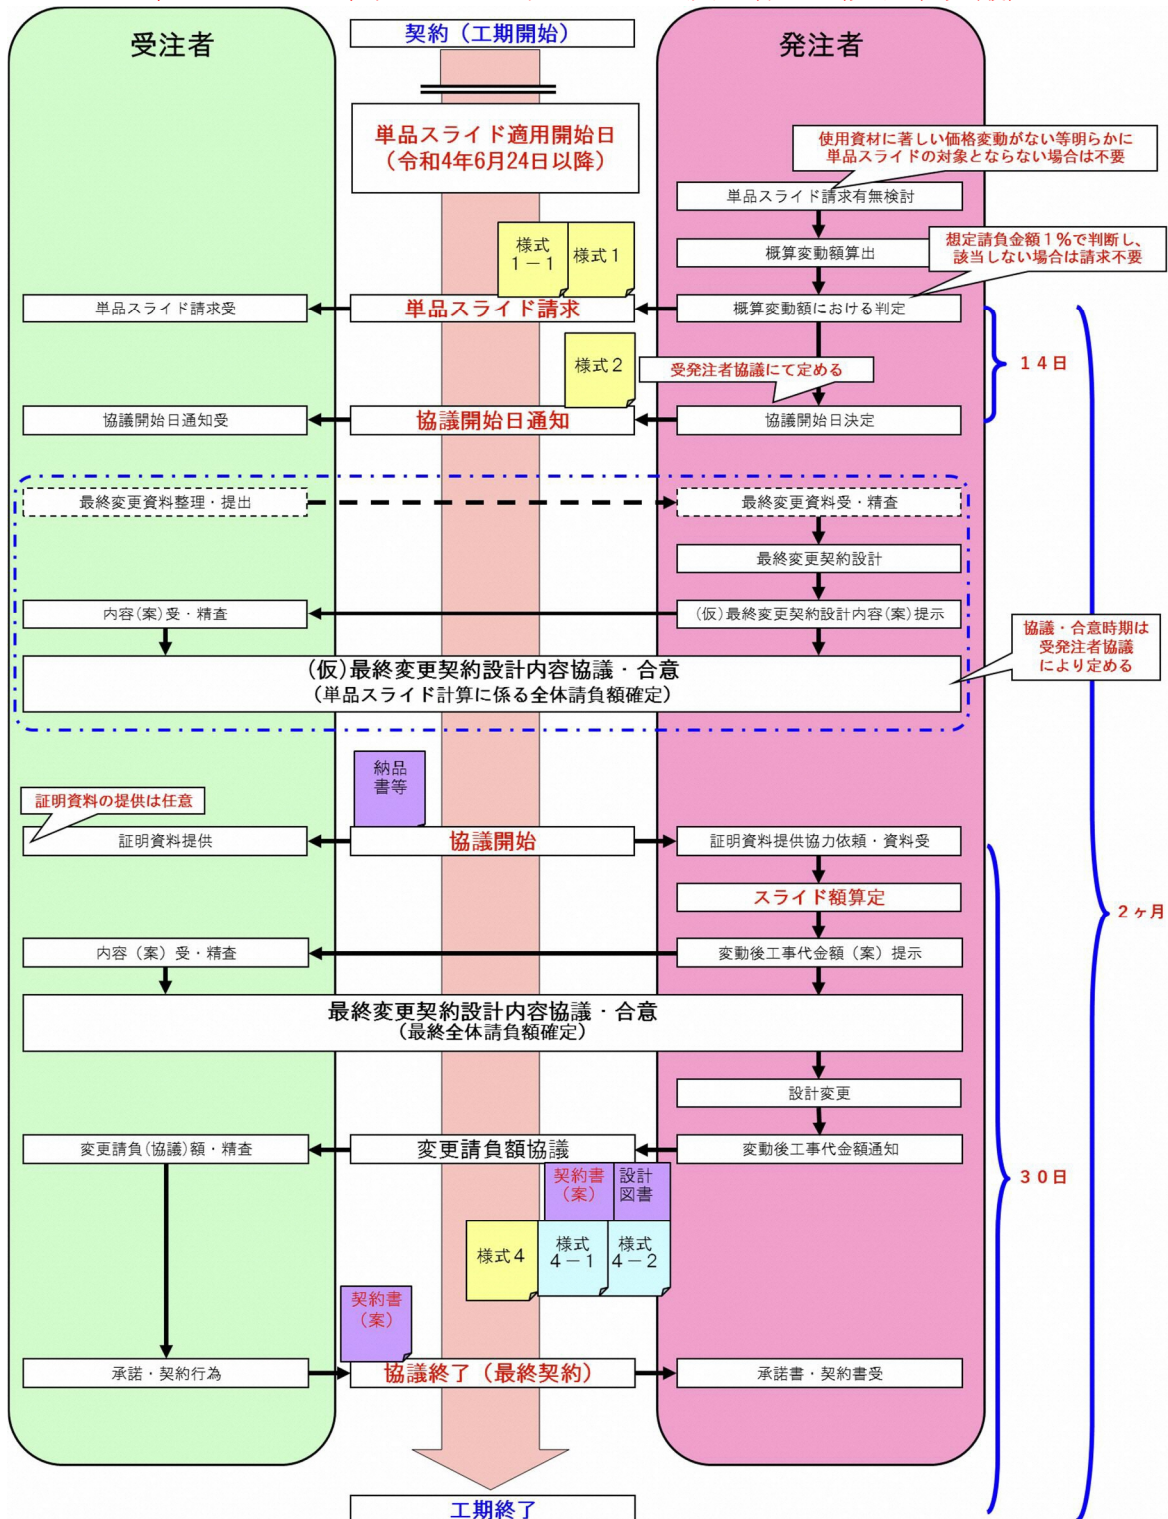 契約（工期開始）
受注者
発注者
単品スライド適用開始日
（令和4年6月24日以降）
使用資材に著しい価格変動がない等明らかに
単品スライドの対象とならない場合は不要
単品スライド請求有無検討
様式
１－１
様式１
概算変動額算出
想定請負金額１％で判断し、
該当しない場合は請求不要
単品スライド請求受
単品スライド請求
概算変動額における判定
１４日
様式２
受発注者協議にて定める
協議開始日通知受
協議開始日通知
協議開始日決定
最終変更資料整理・提出
最終変更資料受・精査
最終変更契約設計
内容(案)受・精査
(仮)最終変更契約設計内容(案)提示
協議・合意時期は
受発注者協議
により定める
(仮)最終変更契約設計内容協議・合意
(単品スライド計算に係る全体請負額確定)
納品
書等
証明資料の提供は任意
証明資料提供
協議開始
証明資料提供協力依頼・資料受
スライド額算定
２ヶ月
内容（案）受・精査
変動後工事代金額（案）提示
最終変更契約設計内容協議・合意
(最終全体請負額確定)
設計変更
変更請負(協議)額・精査
変更請負額協議
変動後工事代金額通知
３０日
契約書
（案）
設計
図書
様式４
様式
４－１
様式
４－２
契約書
（案）
承諾・契約行為
協議終了（最終契約）
承諾書・契約書受
工期終了